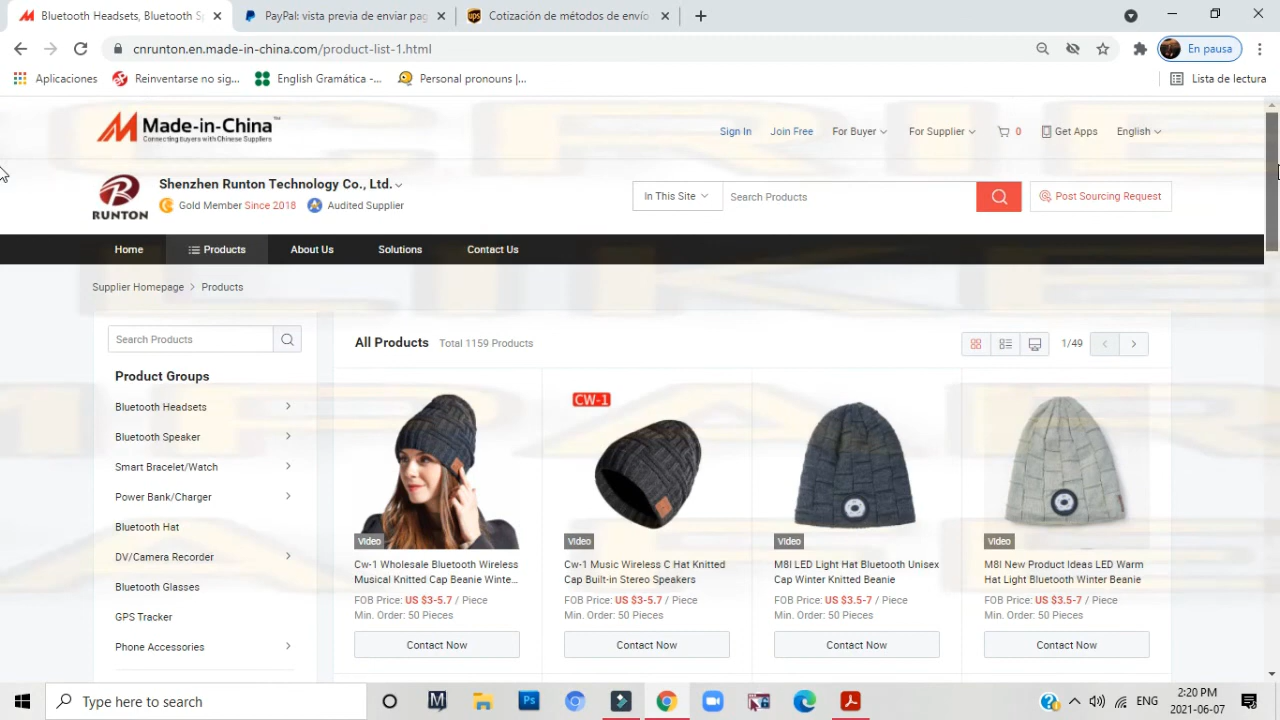 Bluetooth Headsets, Bluetooth Sp
PayPal: vista previa de enviar pag
Cotización de métodos de envío
cnrunton.en.made-in-china.com/product-list-1.html
En pausa
Aplicaciones
Reinventarse no sig...
English Gramática -...
Personal pronouns |...
Lista de lectura
Made-in-China
Connecting Buyers with Chinese Suppliers
Sign In
Join Free
For Buyer
For Supplier
0
Get Apps
English
RUNTON
Shenzhen Runton Technology Co., Ltd.
Gold Member Since 2018
Audited Supplier
In This Site
Search Products
Post Sourcing Request
Home
Products
About Us
Solutions
Contact Us
Supplier Homepage > Products
Search Products
All Products
Total 1159 Products
1/49
Product Groups
Bluetooth Headsets
Bluetooth Speaker
Smart Bracelet/Watch
Power Bank/Charger
Bluetooth Hat
DV/Camera Recorder
Bluetooth Glasses
GPS Tracker
Phone Accessories
Video
Cw-1 Wholesale Bluetooth Wireless
Musical Knitted Cap Beanie Winte...
FOB Price: US $3-5.7 / Piece
Min. Order: 50 Pieces
Contact Now
CW-1
Video
Cw-1 Music Wireless C Hat Knitted
Cap Built-in Stereo Speakers
FOB Price: US $3-5.7 / Piece
Min. Order: 50 Pieces
Contact Now
Video
M8I LED Light Hat Bluetooth Unisex
Cap Winter Knitted Beanie
FOB Price: US $3.5-7 / Piece
Min. Order: 50 Pieces
Contact Now
Video
M8I New Product Ideas LED Warm
Hat Light Bluetooth Winter Beanie
FOB Price: US $3.5-7 / Piece
Min. Order: 50 Pieces
Contact Now
Type here to search
ENG
2:20 PM
2021-06-07